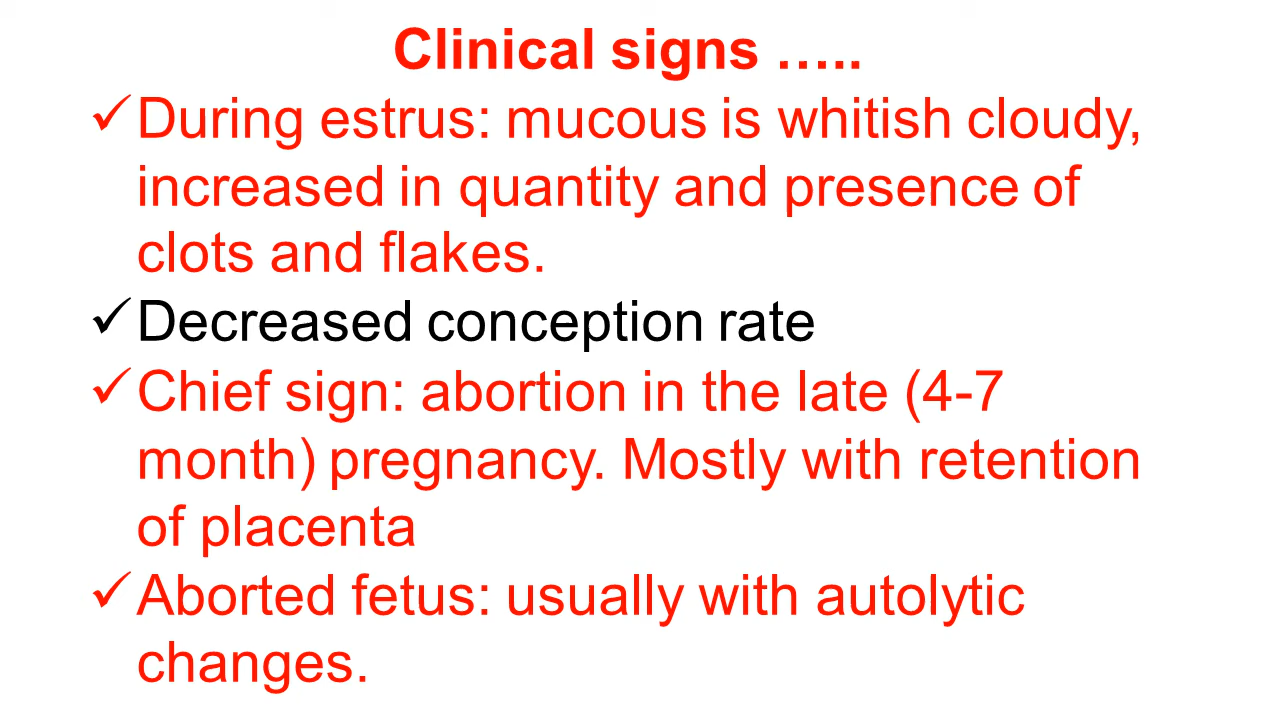 Clinical signs …..
✓During estrus: mucous is whitish cloudy,
increased in quantity and presence of
clots and flakes.
✓Decreased conception rate
✓Chief sign: abortion in the late (4-7
month) pregnancy. Mostly with retention
of placenta
✓Aborted fetus: usually with autolytic
changes.